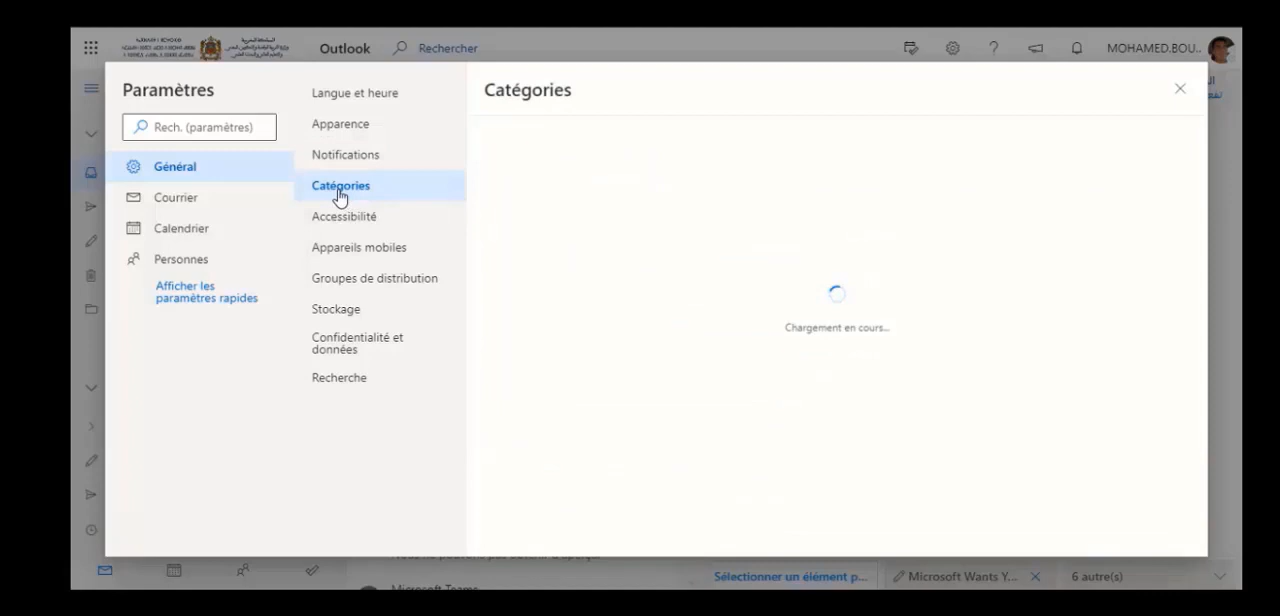 Outlook
Rechercher
MOHAMED.BOU..
Paramètres
Rech. (paramètres)
Général
Courrier
Calendrier
Personnes
Afficher les
paramètres rapides
Langue et heure
Apparence
Notifications
Catégories
Accessibilité
Appareils mobiles
Groupes de distribution
Stockage
Confidentialité et
données
Recherche
Catégories
Chargement en cours...
Microsoft Teams
Sélectionner un élément p...
Microsoft Wants Y...
6 autre(s)